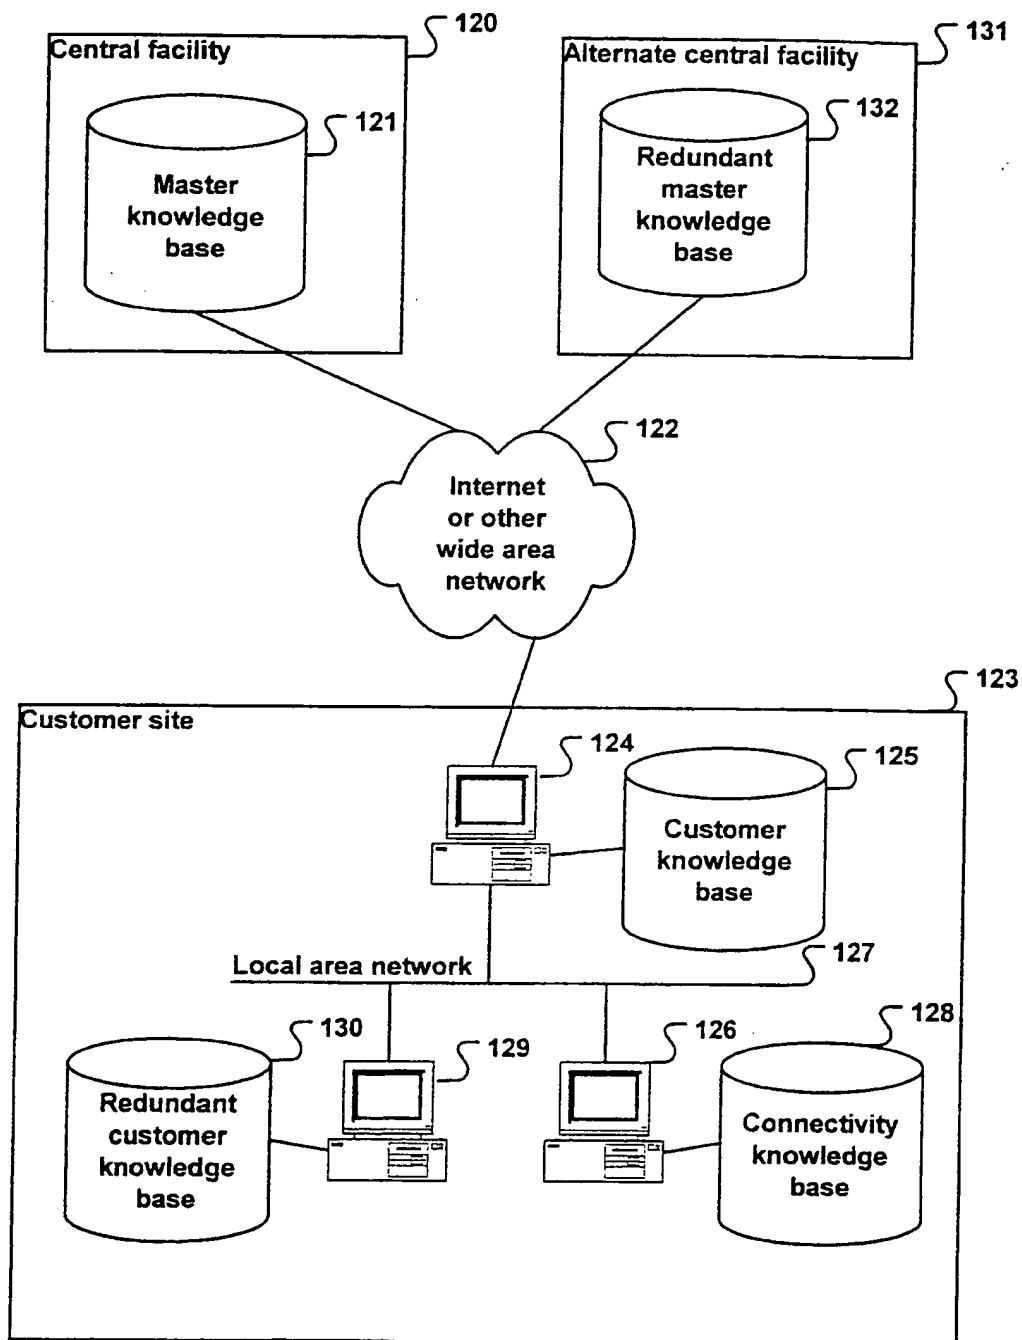 120
131
Central facility
Alternate central facility
121
132
Master
knowledge
base
Redundant
master
knowledge
base
122
Internet
or other
wide area
network
123
Customer site
124
125
Customer
knowledge
base
Local area network
127
130
129
126
128
Redundant
customer
knowledge
base
Connectivity
knowledge
base